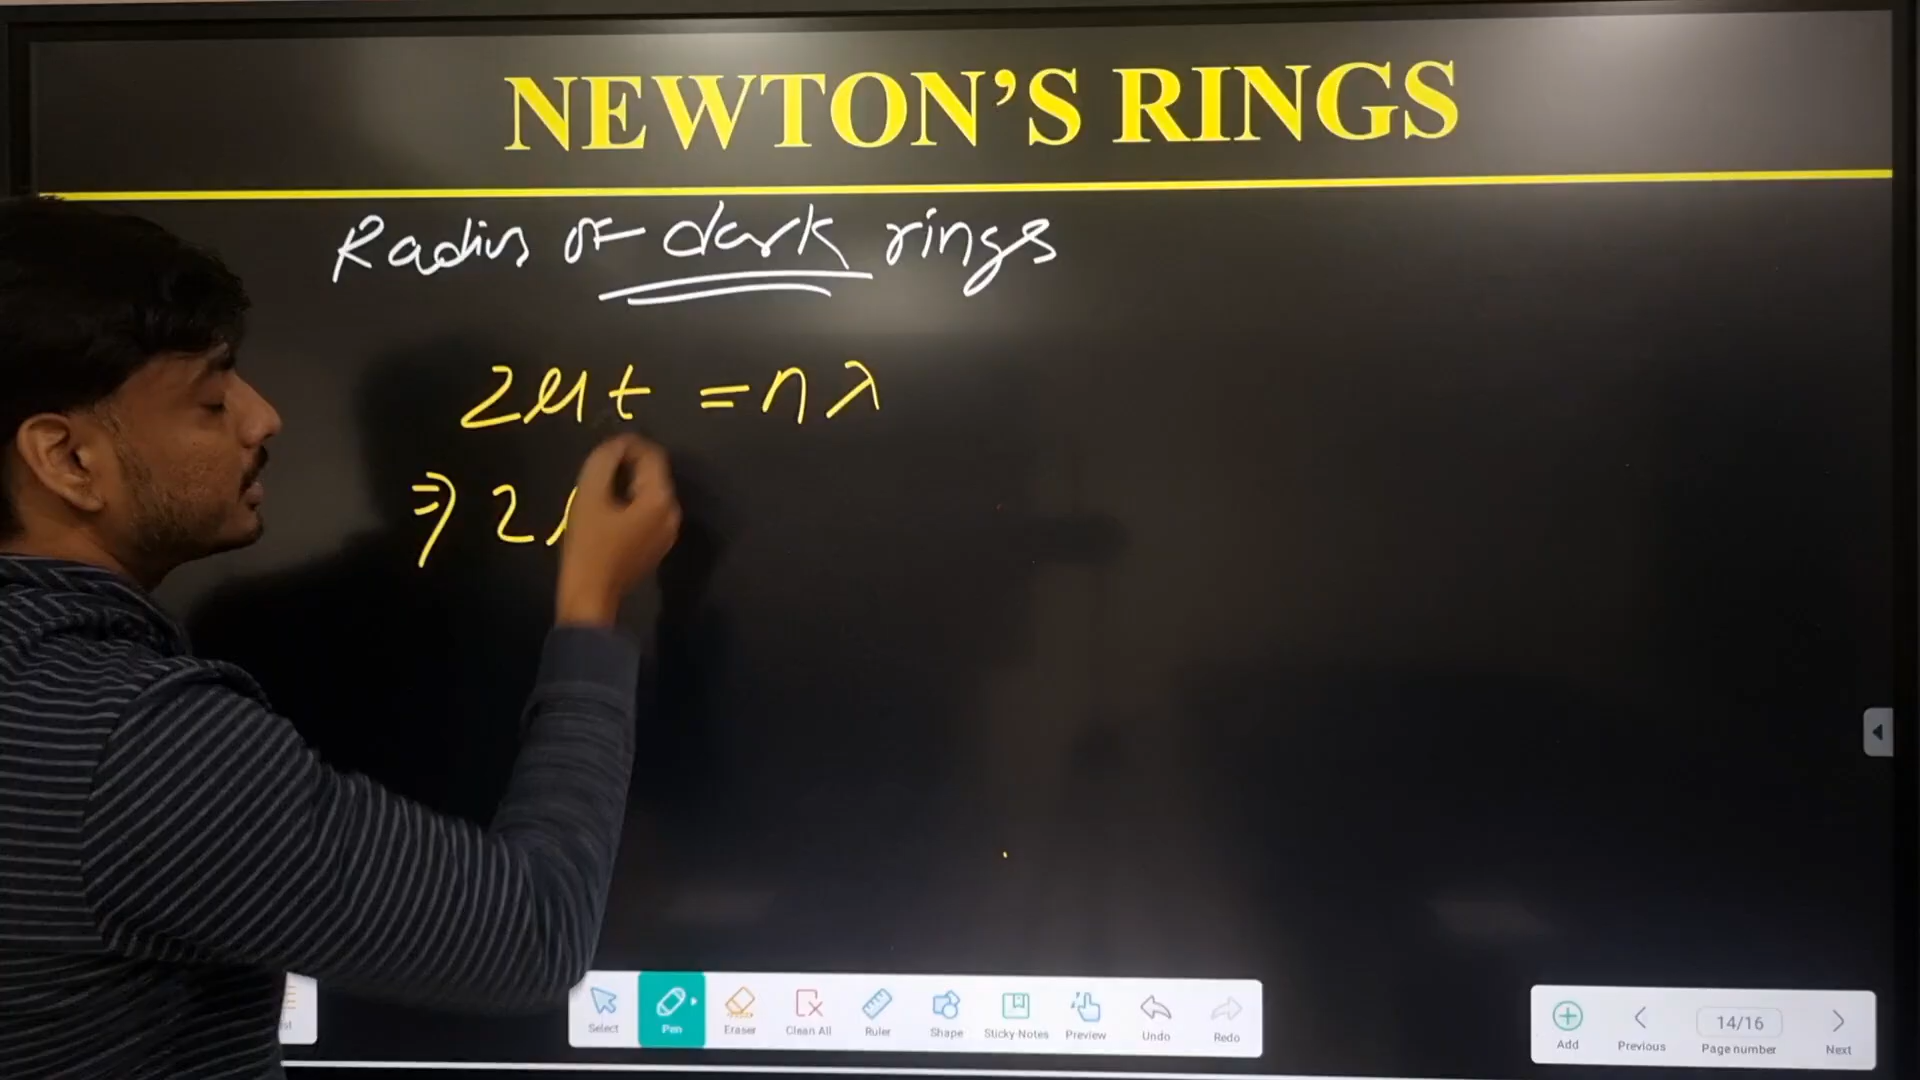 NEWTON'S RINGS
Radius of dark rings
2μt = nλ
⇒ 2
Select Pen Eraser Clean All Ruler Shape Sticky Notes Preview Undo Redo
Add Previous 14/16 Page number Next